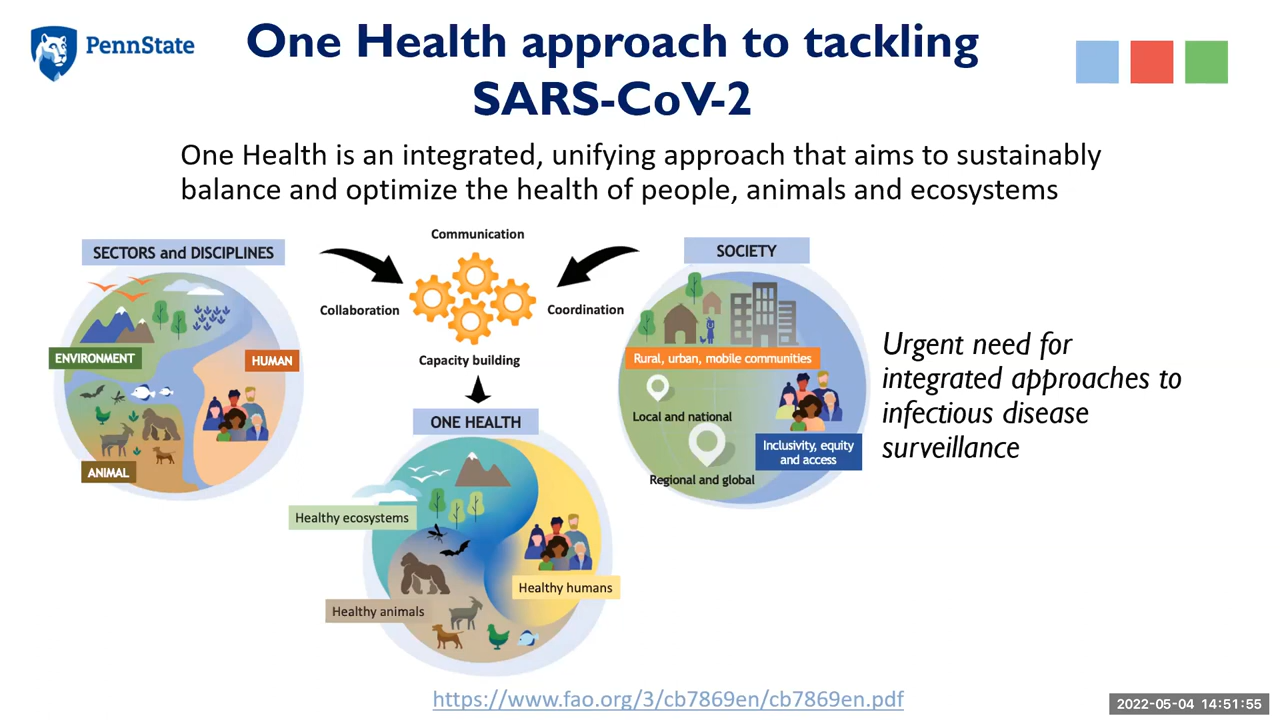 PennState
One Health approach to tackling
SARS-CoV-2
One Health is an integrated, unifying approach that aims to sustainably
balance and optimize the health of people, animals and ecosystems
SECTORS and DISCIPLINES
ENVIRONMENT
HUMAN
ANIMAL
Communication
Collaboration
Coordination
Capacity building
SOCIETY
Rural, urban, mobile communities
Local and national
Inclusivity, equity
and access
Regional and global
ONE HEALTH
Healthy ecosystems
Healthy humans
Healthy animals
Urgent need for
integrated approaches to
infectious disease
surveillance
https://www.fao.org/3/cb7869en/cb7869en.pdf
2022-05-04 14:51:55